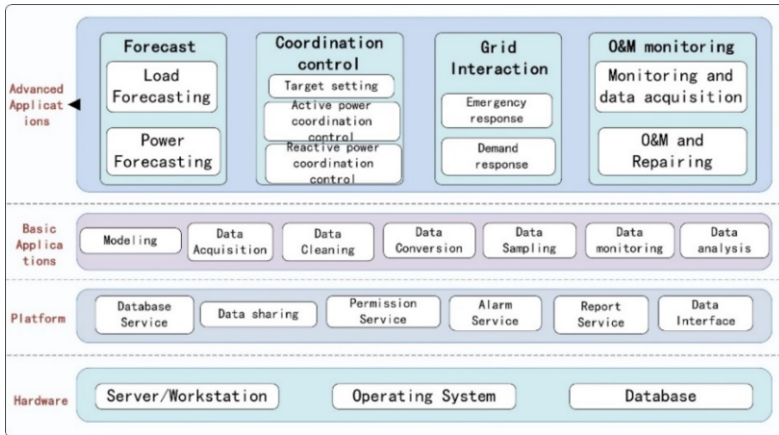 Advanced
Applicat
ions
Forecast
Load
Forecasting
Power
Forecasting
Coordination
control
Target setting
Active power
coordination
control
Reactive power
coordination
control
Grid
Interaction
Emergency
response
Demand
response
O&M monitoring
Monitoring and
data acquisition
O&M and
Repairing
Basic
Applica
tions
Modeling
Data
Acquisition
Data
Cleaning
Data
Conversion
Data
Sampling
Data
monitoring
Data
analysis
Platform
Database
Service
Data sharing
Permission
Service
Alarm
Service
Report
Service
Data
Interface
Hardware
Server/Workstation
Operating System
Database